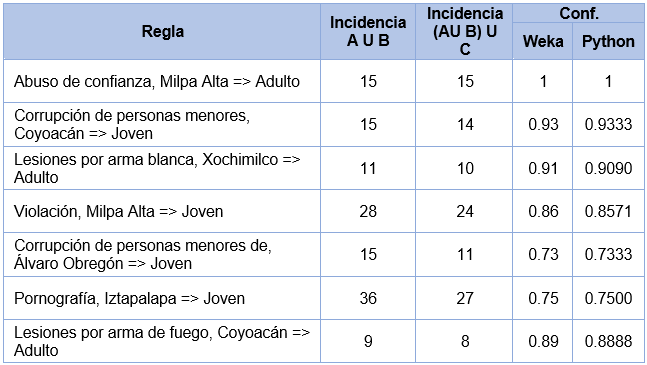 Regla
Incidencia
A U B
Incidencia
(AU B) U
C
Conf.
Weka
Python
Abuso de confianza, Milpa Alta => Adulto
15
15
1
1
Corrupción de personas menores,
Coyoacán => Joven
15
14
0.93
0.9333
Lesiones por arma blanca, Xochimilco =>
Adulto
11
10
0.91
0.9090
Violación, Milpa Alta => Joven
28
24
0.86
0.8571
Corrupción de personas menores de,
Álvaro Obregón => Joven
15
11
0.73
0.7333
Pornografía, Iztapalapa => Joven
36
27
0.75
0.7500
Lesiones por arma de fuego, Coyoacán =>
Adulto
9
8
0.89
0.8888